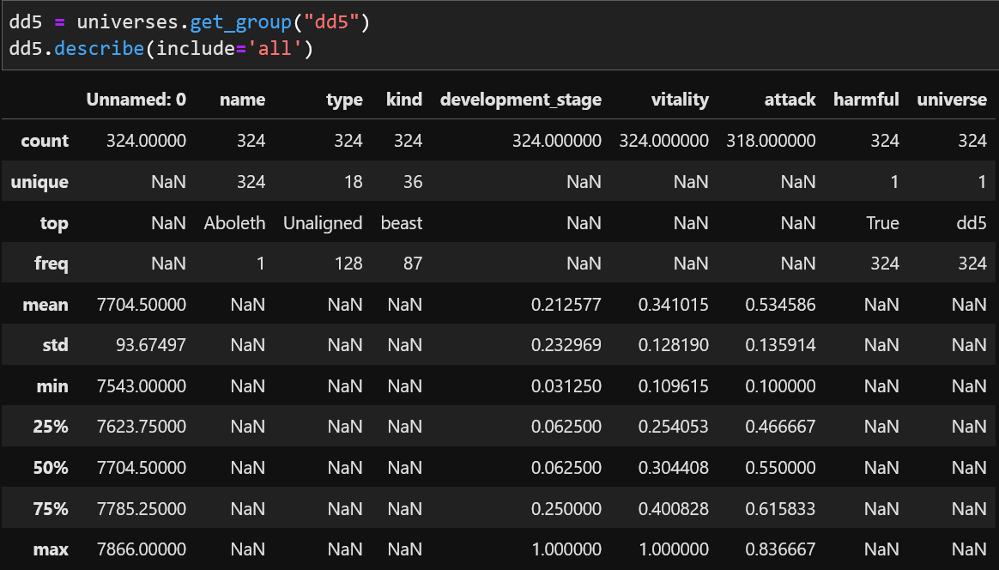 dd5 = universes.get_group("dd5")
dd5.describe(include='all')
Unnamed: 0 name type kind development_stage vitality attack harmful universe
count 324.00000 324 324 324 324.000000 324.000000 318.000000 324 324
unique NaN 324 18 36 NaN NaN NaN 1 1
top NaN Aboleth Unaligned beast NaN NaN NaN True dd5
freq NaN 1 128 87 NaN NaN NaN 324 324
mean 7704.50000 NaN NaN NaN 0.212577 0.341015 0.534586 NaN NaN
std 93.67497 NaN NaN NaN 0.232969 0.128190 0.135914 NaN NaN
min 7543.00000 NaN NaN NaN 0.031250 0.109615 0.100000 NaN NaN
25% 7623.75000 NaN NaN NaN 0.062500 0.254053 0.466667 NaN NaN
50% 7704.50000 NaN NaN NaN 0.062500 0.304408 0.550000 NaN NaN
75% 7785.25000 NaN NaN NaN 0.250000 0.400828 0.615833 NaN NaN
max 7866.00000 NaN NaN NaN 1.000000 1.000000 0.836667 NaN NaN